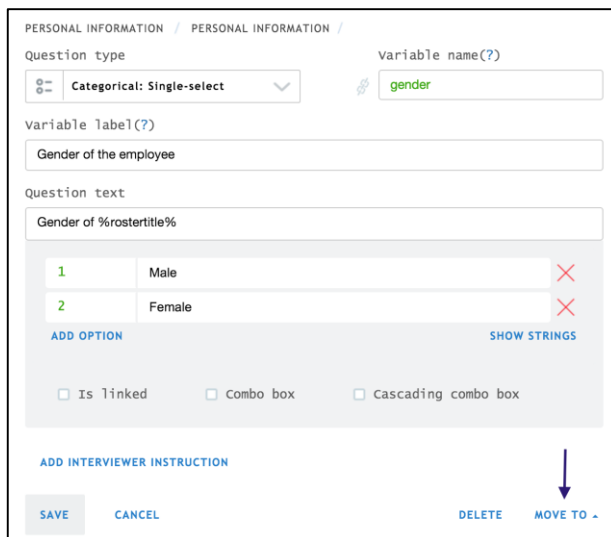 PERSONAL INFORMATION / PERSONAL INFORMATION /
Question type Variable name(?)
Categorical: Single-select gender
Variable label(?)
Gender of the employee
Question text
Gender of %rostertitle%
1 Male
2 Female
ADD OPTION SHOW STRINGS
Is linked Combo box Cascading combo box
ADD INTERVIEWER INSTRUCTION
SAVE CANCEL DELETE MOVE TO